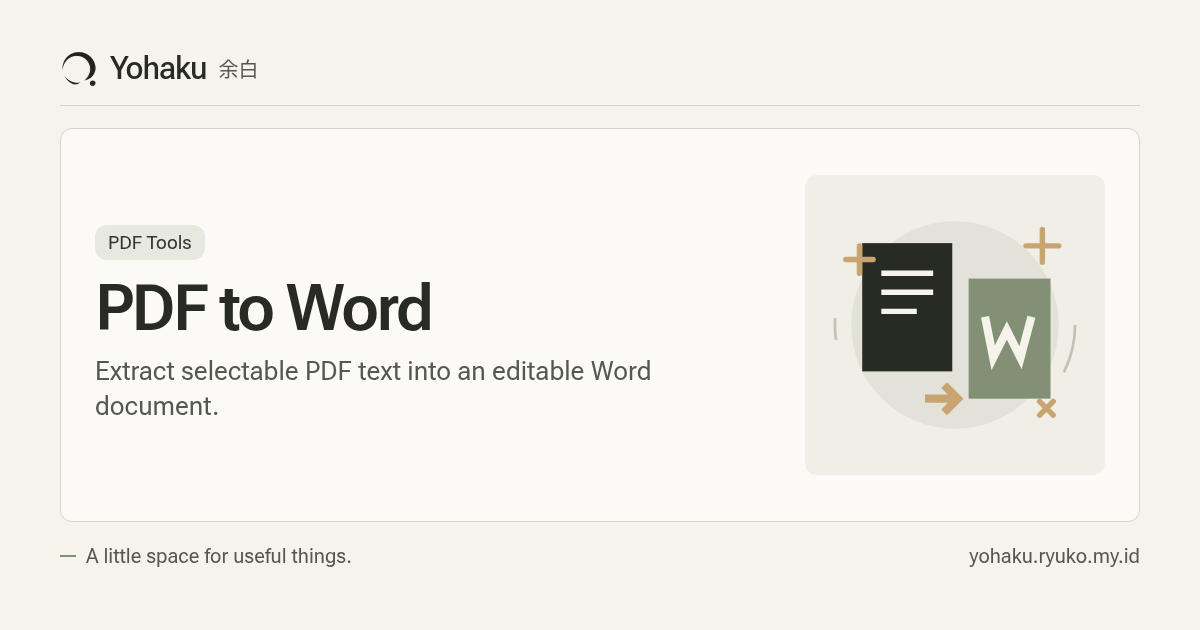 Yohaku 余白
PDF Tools
PDF to Word
Extract selectable PDF text into an editable Word
document.
W
— A little space for useful things.
yohaku.ryuko.my.id